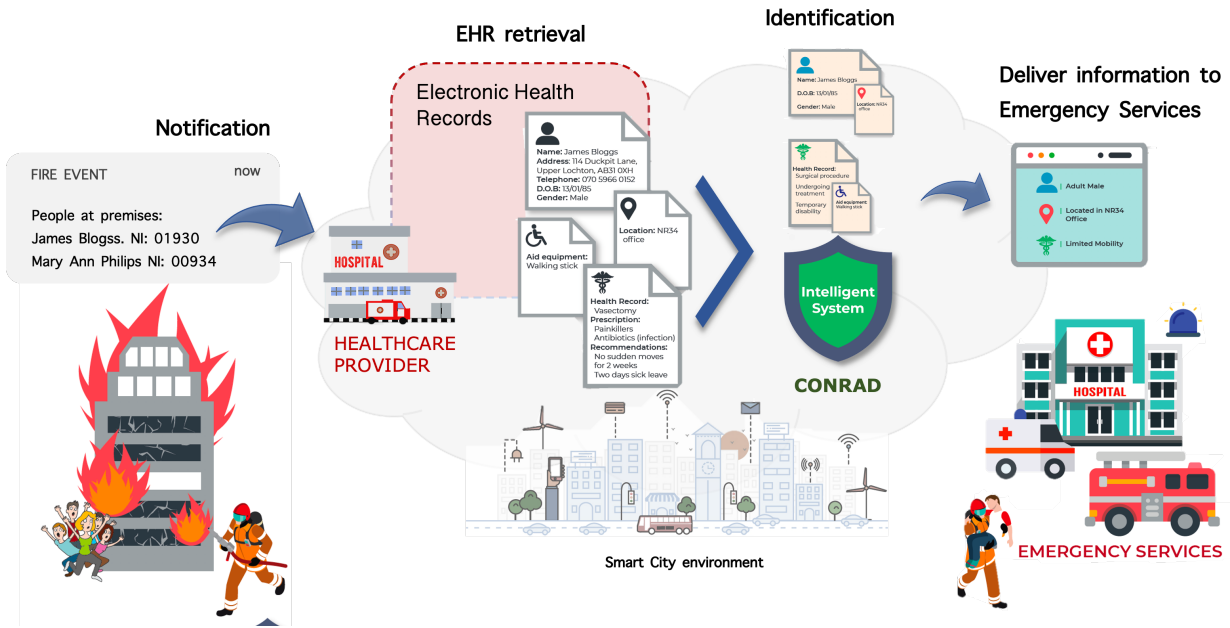 Notification
FIRE EVENT
now
People at premises:
James Blogss. NI: 01930
Mary Ann Philips NI: 00934
EHR retrieval
Electronic Health
Records
Name: James Bloggs
Address: 114 Duckpit Lane,
Upper Lochton, AB31 0XH
Telephone: 070 5966 0152
D.O.B: 13/01/85
Gender: Male
Location: NR34
office
Aid equipment:
Walking stick
Health Record:
Vasectomy
Prescription:
Painkillers
Antibiotics (infection)
Recommendations:
No sudden moves
for 2 weeks
Two days sick leave
HOSPITAL
HEALTHCARE
PROVIDER
Identification
Name: James Bloggs
D.O.B: 13/01/85
Gender: Male
Location: NR34
office
Health Record:
Surgical procedure
Undergoing
treatment
Temporary
disability
Aid equipment:
Walking stick
Intelligent
System
CONRAD
Smart City environment
Deliver information to
Emergency Services
| Adult Male
| Located in NR34
Office
| Limited Mobility
HOSPITAL
EMERGENCY SERVICES